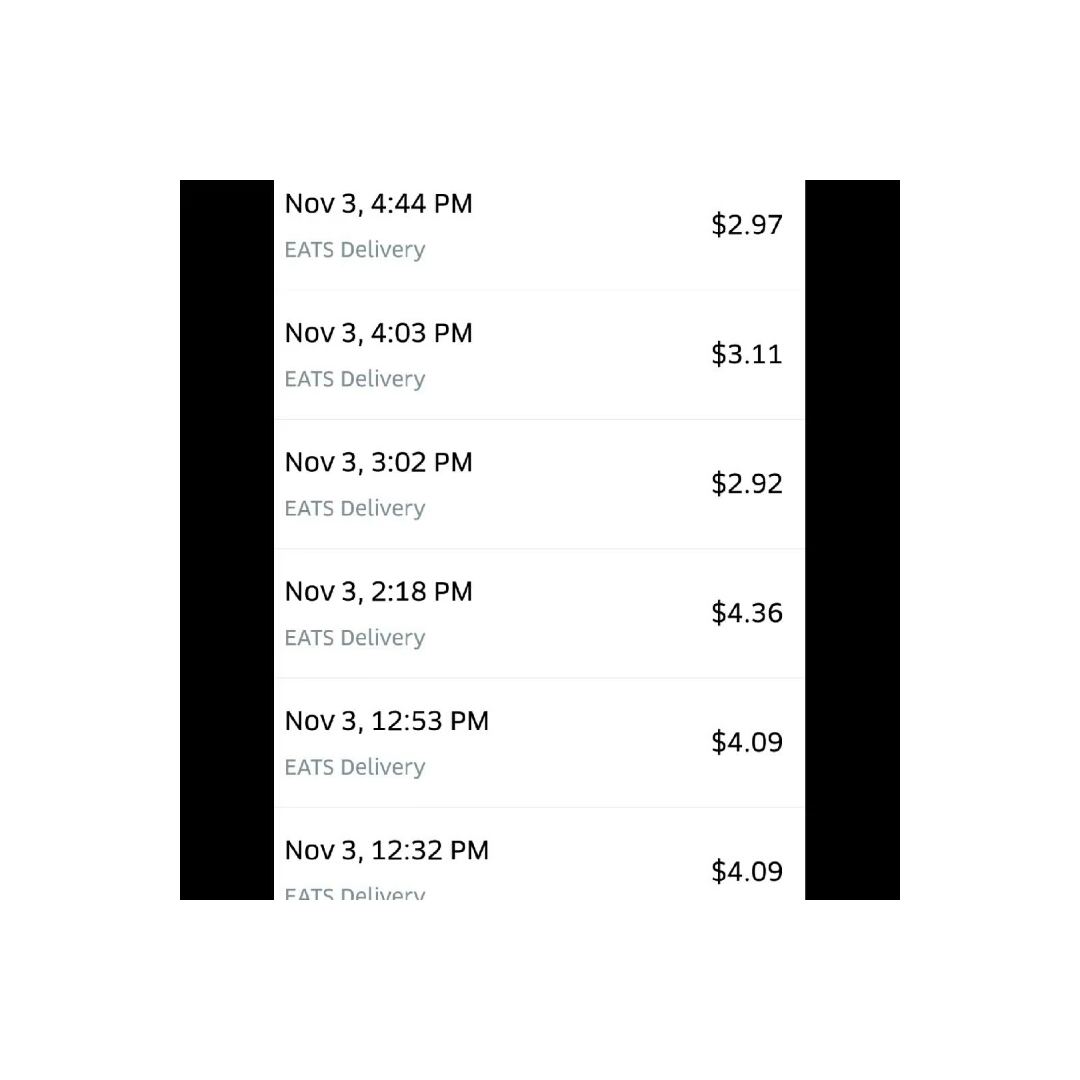 Nov 3, 4:44 PM
$2.97
EATS Delivery
Nov 3, 4:03 PM
$3.11
EATS Delivery
Nov 3, 3:02 PM
$2.92
EATS Delivery
Nov 3, 2:18 PM
$4.36
EATS Delivery
Nov 3, 12:53 PM
$4.09
EATS Delivery
Nov 3, 12:32 PM
$4.09
EATS Delivery